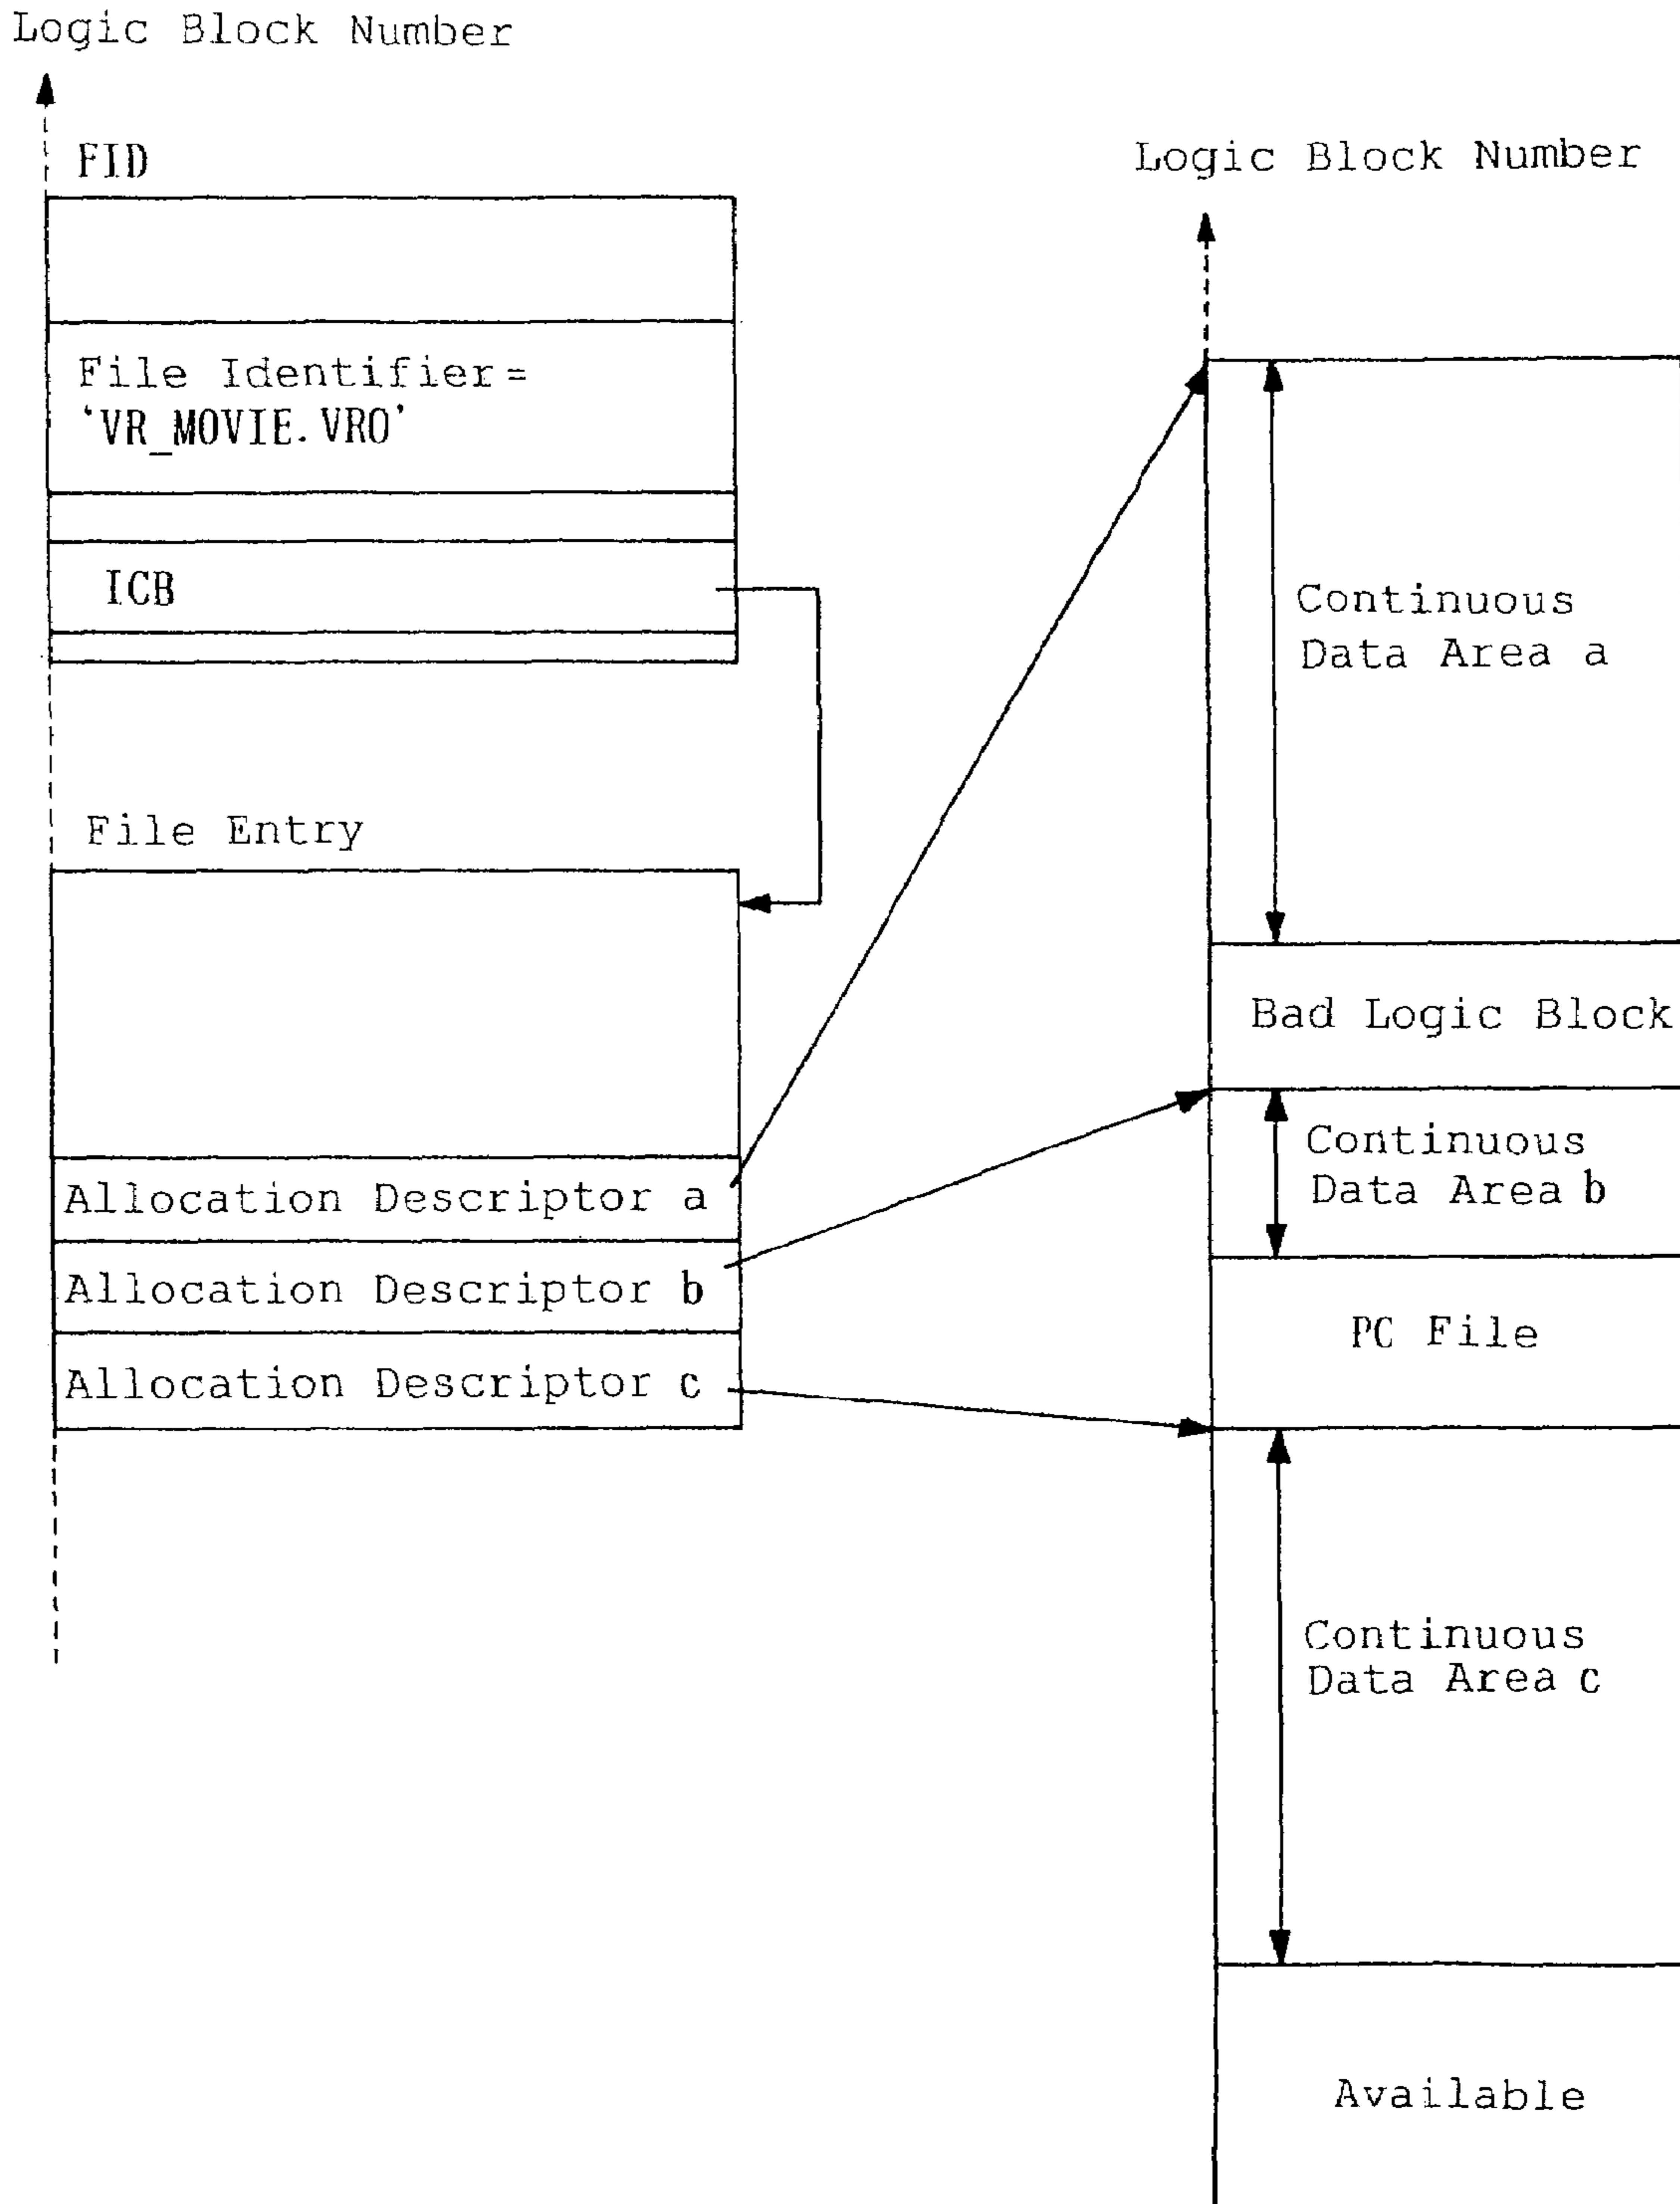 Logic Block Number
FID
File Identifier=
‘VR_MOVIE.VRO’
ICB
File Entry
Allocation Descriptor a
Allocation Descriptor b
Allocation Descriptor c
Logic Block Number
Continuous
Data Area a
Bad Logic Block
Continuous
Data Area b
PC File
Continuous
Data Area c
Available